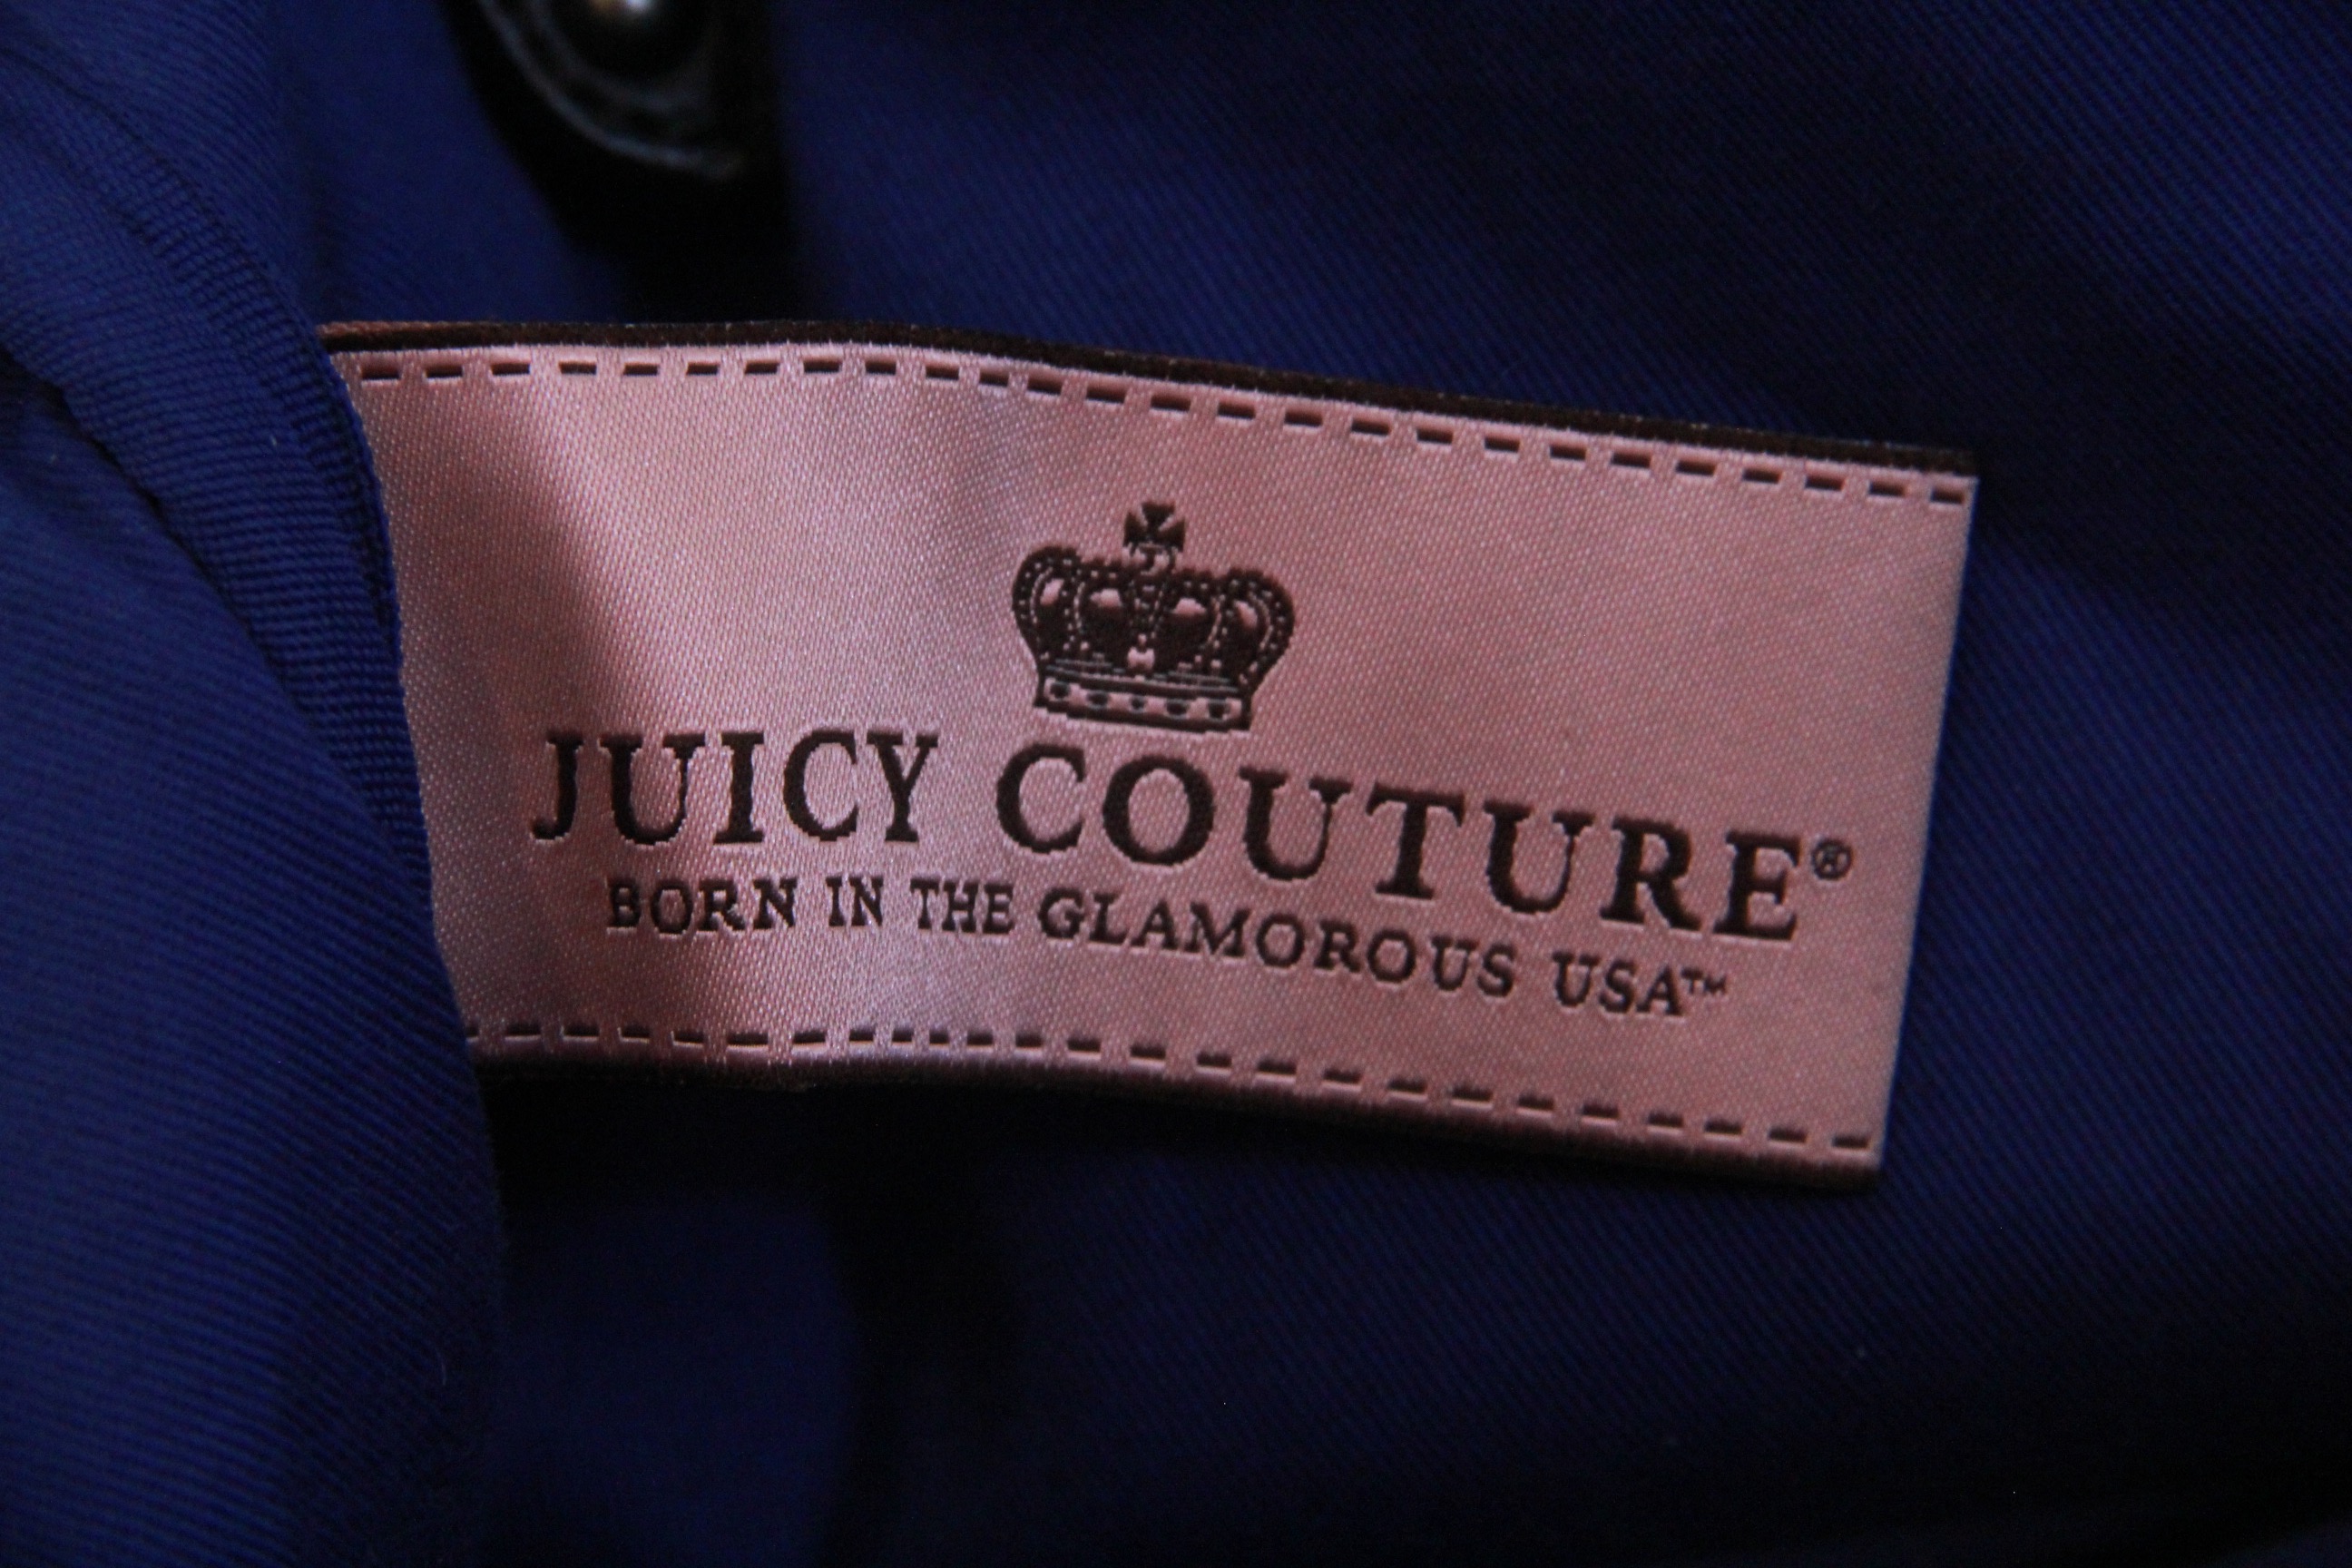 JUICY COUTURE®
BORN IN THE GLAMOROUS USA™